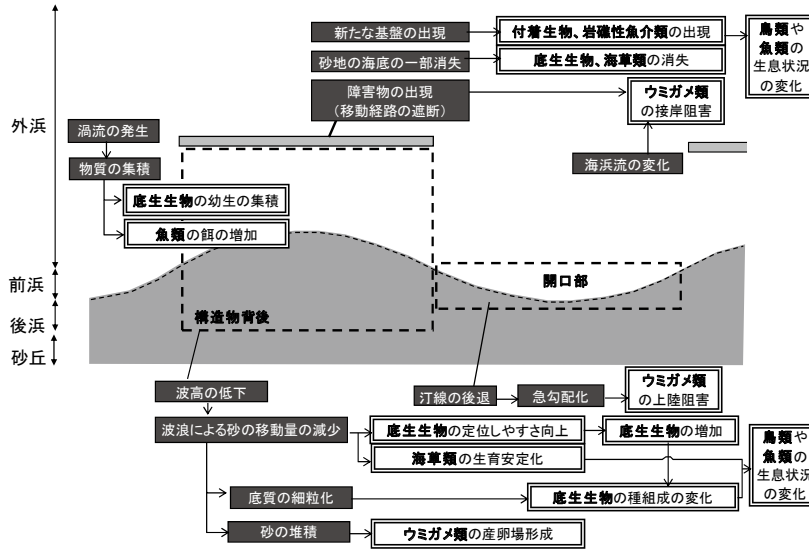 新たな基盤の出現
付着生物、岩礁性魚介類の出現
鳥類や
魚類の
生息状況
の変化
砂地の海底の一部消失
底生生物、海草類の消失
障害物の出現
（移動経路の遮断）
ウミガメ類
の接岸阻害
外浜
渦流の発生
物質の集積
海浜流の変化
底生生物の幼生の集積
魚類の餌の増加
前浜
開口部
後浜
構造物背後
砂丘
波高の低下
汀線の後退
急勾配化
ウミガメ類
の上陸阻害
波浪による砂の移動量の減少
底生生物の定位しやすさ向上
底生生物の増加
鳥類や
魚類の
生息状況
の変化
海草類の生育安定化
底質の細粒化
底生生物の種組成の変化
砂の堆積
ウミガメ類の産卵場形成